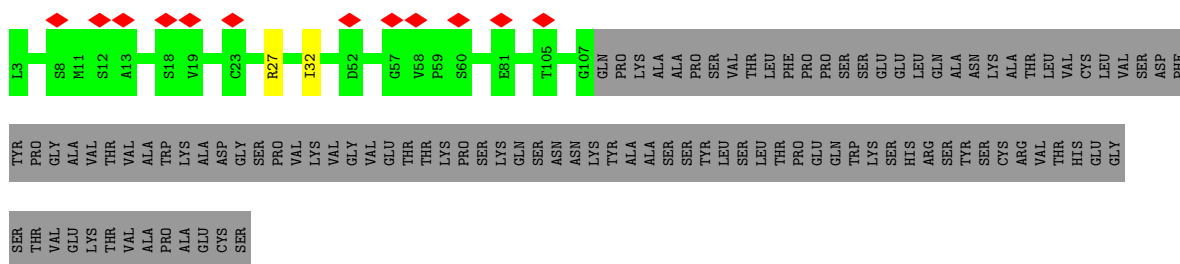 L3 S8 M11 S12 A13 S18 V19 C23 R27 I32 D52 G57 V58 P59 S60 E81 T105 G107 GLN PRO LYS ALA ALA PRO SER VAL THR LEU PHE PRO PRO SER SER GLU GLU LEU GLN ALA ASN LYS ALA THR LEU VAL CYS LEU VAL SER ASP PHE
TYR PRO GLY ALA VAL THR VAL ALA TRP LYS ALA ASP GLY SER PRO VAL LYS VAL GLY VAL GLU THR THR LYS PRO SER LYS GLN SER ASN ASN LYS TYR ALA ALA SER SER TYR LEU SER LEU THR PRO GLU GLN TRP LYS SER HIS ARG SER TYR SER CYS ARG VAL THR HIS GLU GLY
SER THR VAL GLU LYS THR VAL ALA PRO ALA GLU CYS SER